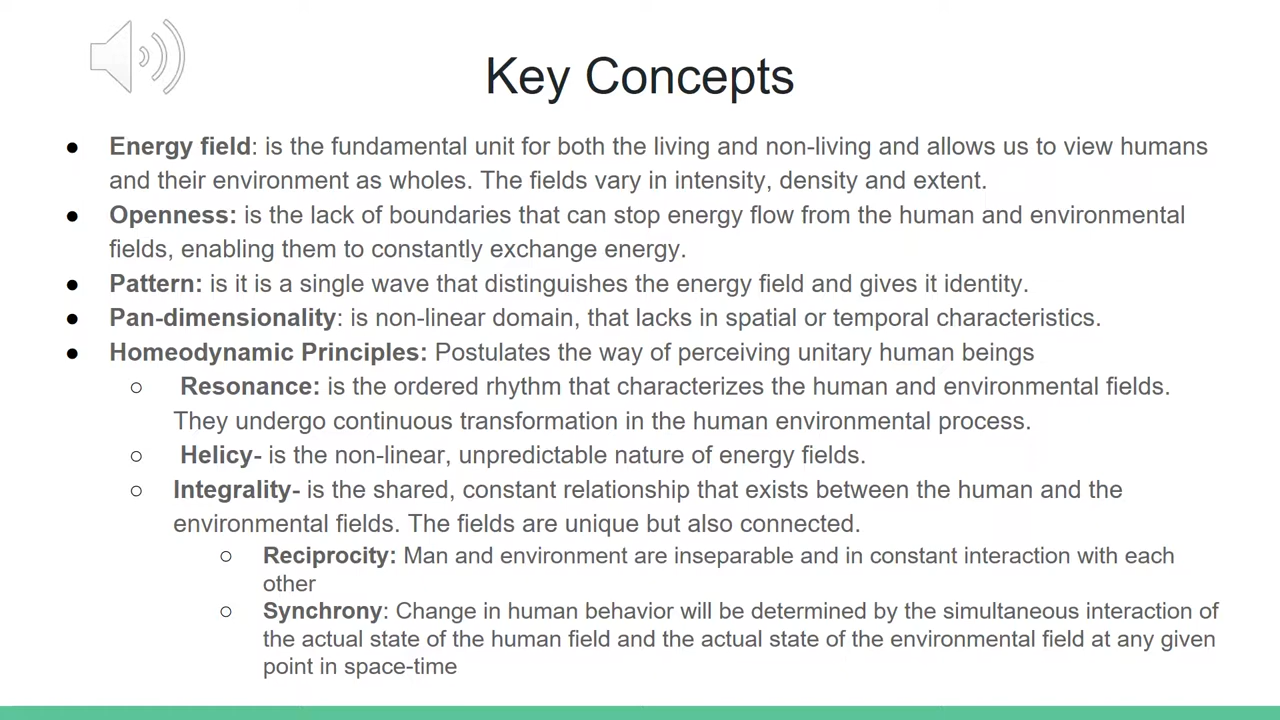 Key Concepts
● Energy field: is the fundamental unit for both the living and non-living and allows us to view humans
and their environment as wholes. The fields vary in intensity, density and extent.
● Openness: is the lack of boundaries that can stop energy flow from the human and environmental
fields, enabling them to constantly exchange energy.
● Pattern: is it is a single wave that distinguishes the energy field and gives it identity.
● Pan-dimensionality: is non-linear domain, that lacks in spatial or temporal characteristics.
● Homeodynamic Principles: Postulates the way of perceiving unitary human beings
○ Resonance: is the ordered rhythm that characterizes the human and environmental fields.
They undergo continuous transformation in the human environmental process.
○ Helicy- is the non-linear, unpredictable nature of energy fields.
○ Integrality- is the shared, constant relationship that exists between the human and the
environmental fields. The fields are unique but also connected.
○ Reciprocity: Man and environment are inseparable and in constant interaction with each
other
○ Synchrony: Change in human behavior will be determined by the simultaneous interaction of
the actual state of the human field and the actual state of the environmental field at any given
point in space-time